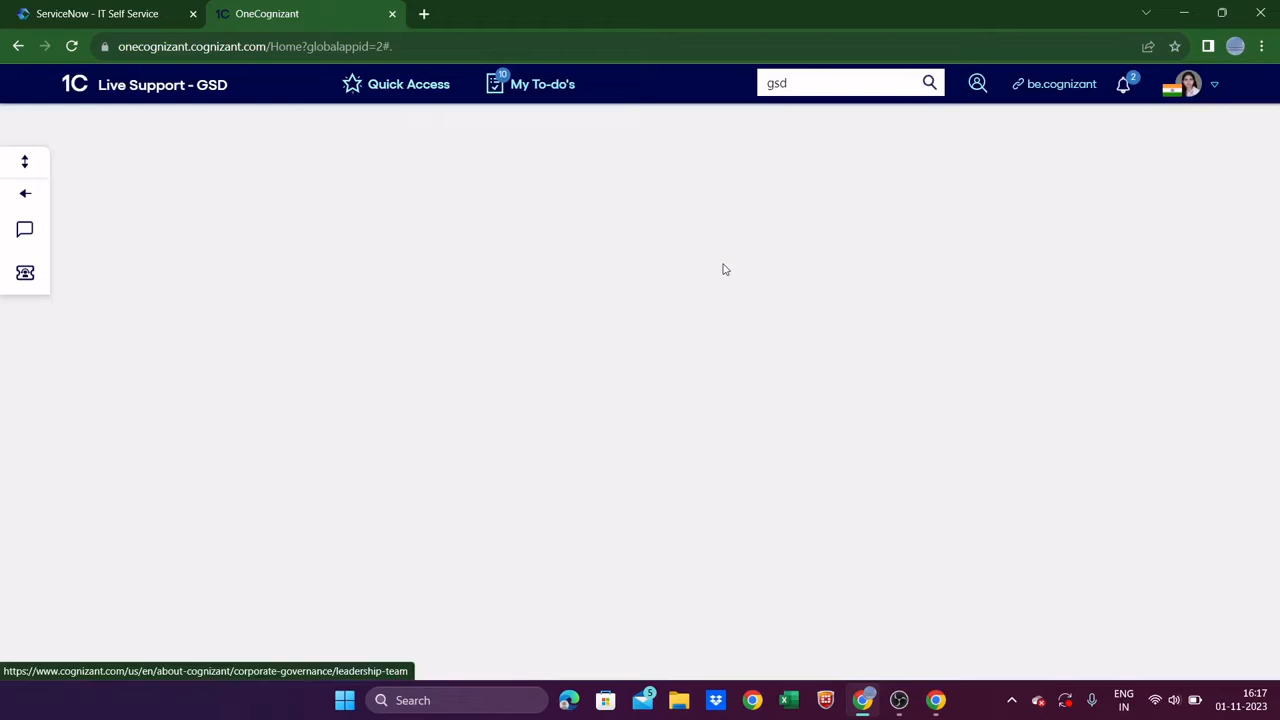 ServiceNow - IT Self Service
OneCognizant
onecognizant.cognizant.com/Home?globalappid=2#.
1C Live Support - GSD
Quick Access
10
My To-do's
gsd
be.cognizant
2
https://www.cognizant.com/us/en/about-cognizant/corporate-governance/leadership-team
Search
5
ENG
IN
16:17
01-11-2023